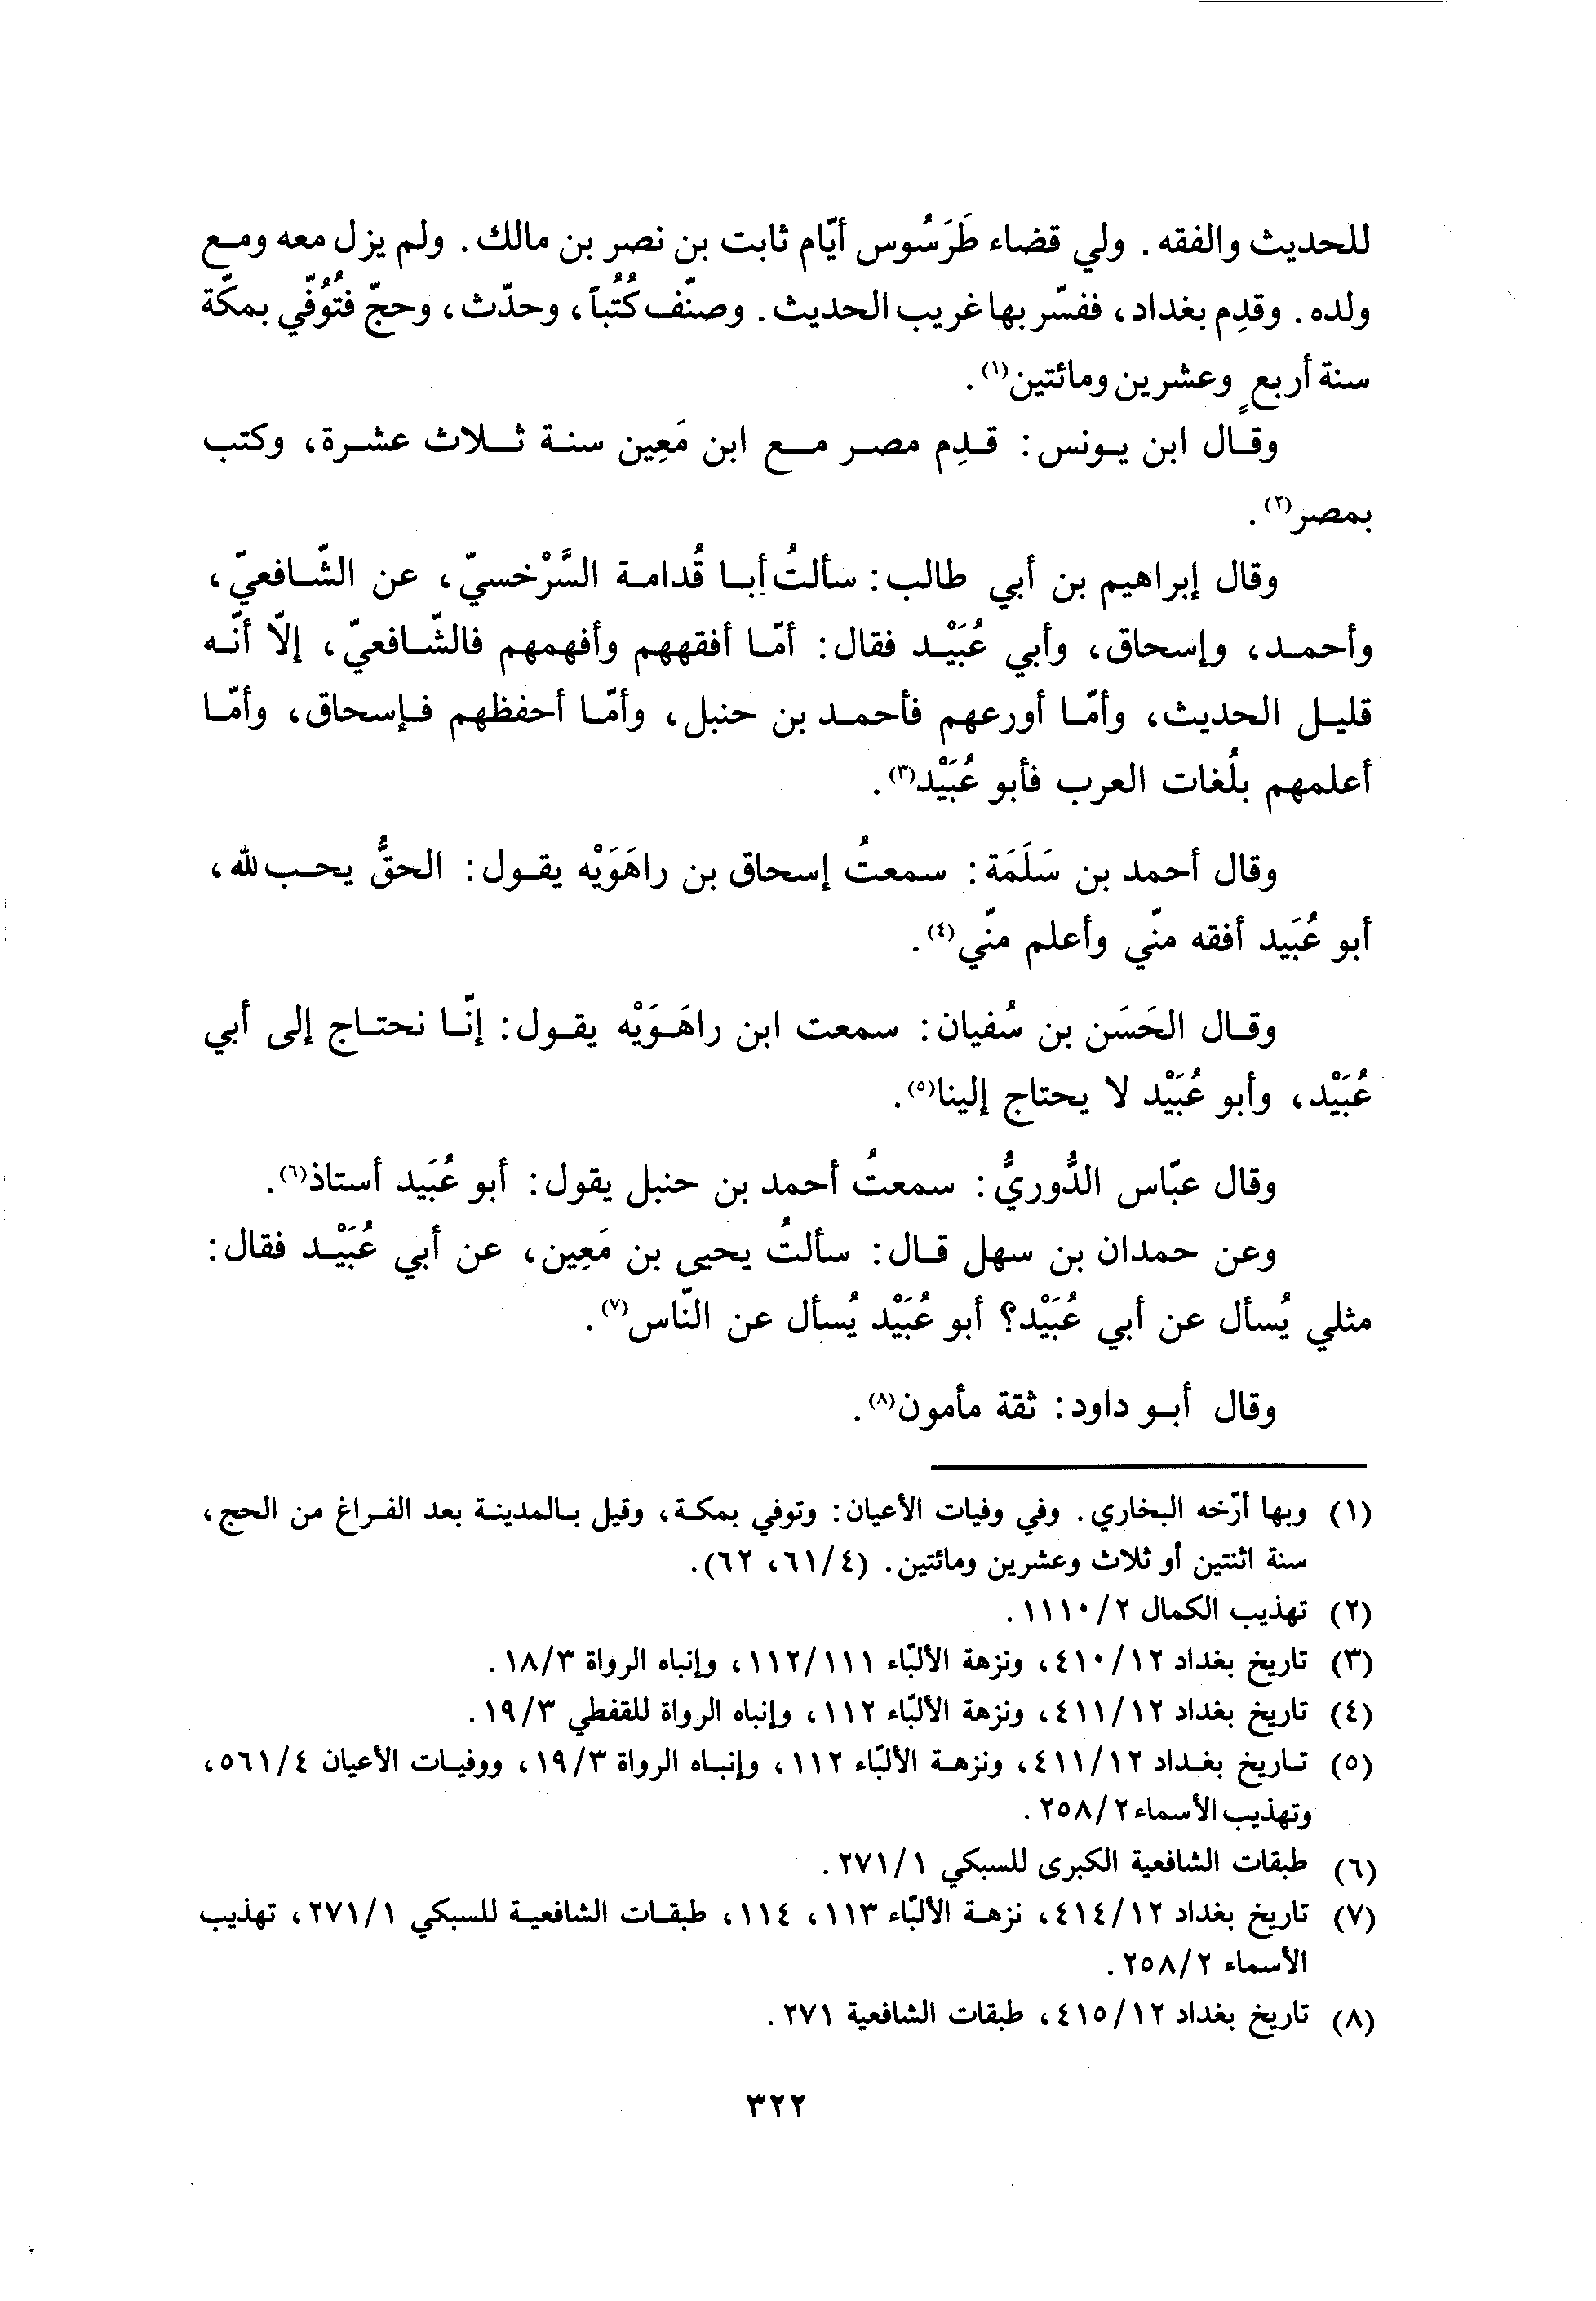 للحديث والفقه. ولي قضاء طَرَسُوس أيّام ثابت بن نصر بن مالك. ولم يزل معه ومع
ولده. وقدِم بغداد، ففسّر بها غريب الحديث. وصنّف كُتُباً، وحدّث، وحجّ فتُوُفّي بمكّة
سنة أربعٍ وعشرين ومائتين(١).
وقال ابن يونس: قدِم مصر مع ابن مَعِين سنة ثلاث عشرة، وكتب
بمصر(٢).
وقال إبراهيم بن أبي طالب: سألتُ أبا قُدامة السَّرْخسيّ، عن الشّافعيّ،
وأحمد، وإسحاق، وأبي عُبَيْد فقال: أمّا أفقههم وأفهمهم فالشّافعيّ، إلّا أنّه
قليل الحديث، وأمّا أورعهم فأحمد بن حنبل، وأمّا أحفظهم فإسحاق، وأمّا
أعلمهم بلُغات العرب فأبو عُبَيْد(٣).
وقال أحمد بن سَلَمَة: سمعتُ إسحاق بن راهَوَيْه يقول: الحقُّ يحب لله،
أبو عُبَيد أفقه منّي وأعلم منّي(٤).
وقال الحَسَن بن سُفيان: سمعت ابن راهَوَيْه يقول: إنّا نحتاج إلى أبي
عُبَيْد، وأبو عُبَيْد لا يحتاج إلينا(٥).
وقال عبّاس الدُّوريُّ: سمعتُ أحمد بن حنبل يقول: أبو عُبَيد أستاذ(٦).
وعن حمدان بن سهل قال: سألتُ يحيى بن مَعِين، عن أبي عُبَيْد فقال:
مثلي يُسأل عن أبي عُبَيْد؟ أبو عُبَيْد يُسأل عن النّاس(٧).
وقال أبو داود: ثقة مأمون(٨).
(١) وبها أرّخه البخاري. وفي وفيات الأعيان: وتوفي بمكة، وقيل بالمدينة بعد الفراغ من الحج،
سنة اثنتين أو ثلاث وعشرين ومائتين. (٤/٦١، ٦٢).
(٢) تهذيب الكمال ٢/١١١٠.
(٣) تاريخ بغداد ١٢/٤١٠، ونزهة الألبّاء ١١١/١١٢، وإنباه الرواة ٣/١٨.
(٤) تاريخ بغداد ١٢/٤١١، ونزهة الألبّاء ١١٢، وإنباه الرواة للقفطي ٣/١٩.
(٥) تاريخ بغداد ١٢/٤١١، ونزهة الألبّاء ١١٢، وإنباه الرواة ٣/١٩، ووفيات الأعيان ٤/٥٦١،
وتهذيب الأسماء ٢/٢٥٨.
(٦) طبقات الشافعية الكبرى للسبكي ١/٢٧١.
(٧) تاريخ بغداد ١٢/٤١٤، نزهة الألبّاء ١١٣، ١١٤، طبقات الشافعية للسبكي ١/٢٧١، تهذيب
الأسماء ٢/٢٥٨.
(٨) تاريخ بغداد ١٢/٤١٥، طبقات الشافعية ٢٧١.
٣٢٢